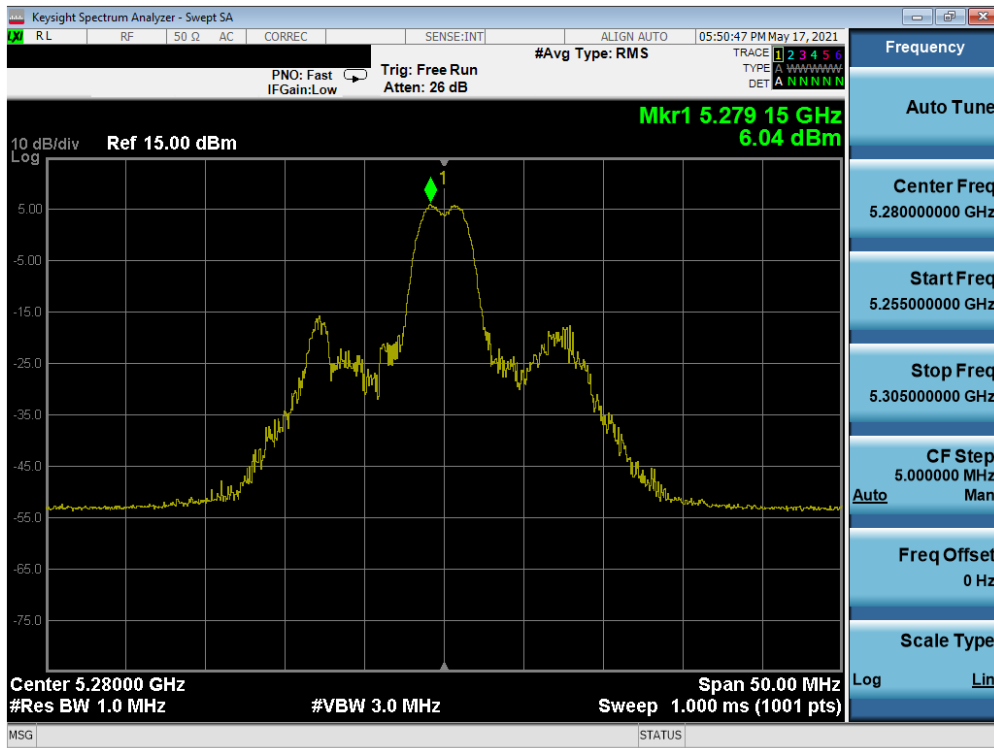 Keysight Spectrum Analyzer - Swept SA
LXI RL RF 50 Ω AC CORREC SENSE:INT ALIGN AUTO 05:50:47 PM May 17, 2021
#Avg Type: RMS
TRACE 1 2 3 4 5 6
TYPE A WWWWW
DET A N N N N N
PNO: Fast
IFGain:Low
Trig: Free Run
Atten: 26 dB
Mkr1 5.279 15 GHz
6.04 dBm
10 dB/div Ref 15.00 dBm
Log
1
5.00
-5.00
-15.0
-25.0
-35.0
-45.0
-55.0
-65.0
-75.0
Center 5.28000 GHz Span 50.00 MHz
#Res BW 1.0 MHz #VBW 3.0 MHz Sweep 1.000 ms (1001 pts)
MSG STATUS
Frequency
Auto Tune
Center Freq
5.280000000 GHz
Start Freq
5.255000000 GHz
Stop Freq
5.305000000 GHz
CF Step
5.000000 MHz
Auto Man
Freq Offset
0 Hz
Scale Type
Log Lin